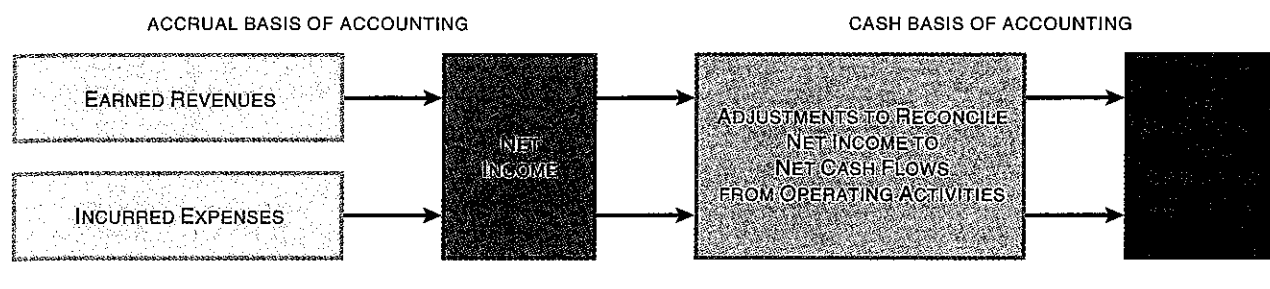 ACCRUAL BASIS OF ACCOUNTING
CASH BASIS OF ACCOUNTING
EARNED REVENUES
INCURRED EXPENSES
NET
INCOME
ADJUSTMENTS TO RECONCILE
NET INCOME TO
NET CASH FLOWS
FROM OPERATING ACTIVITIES